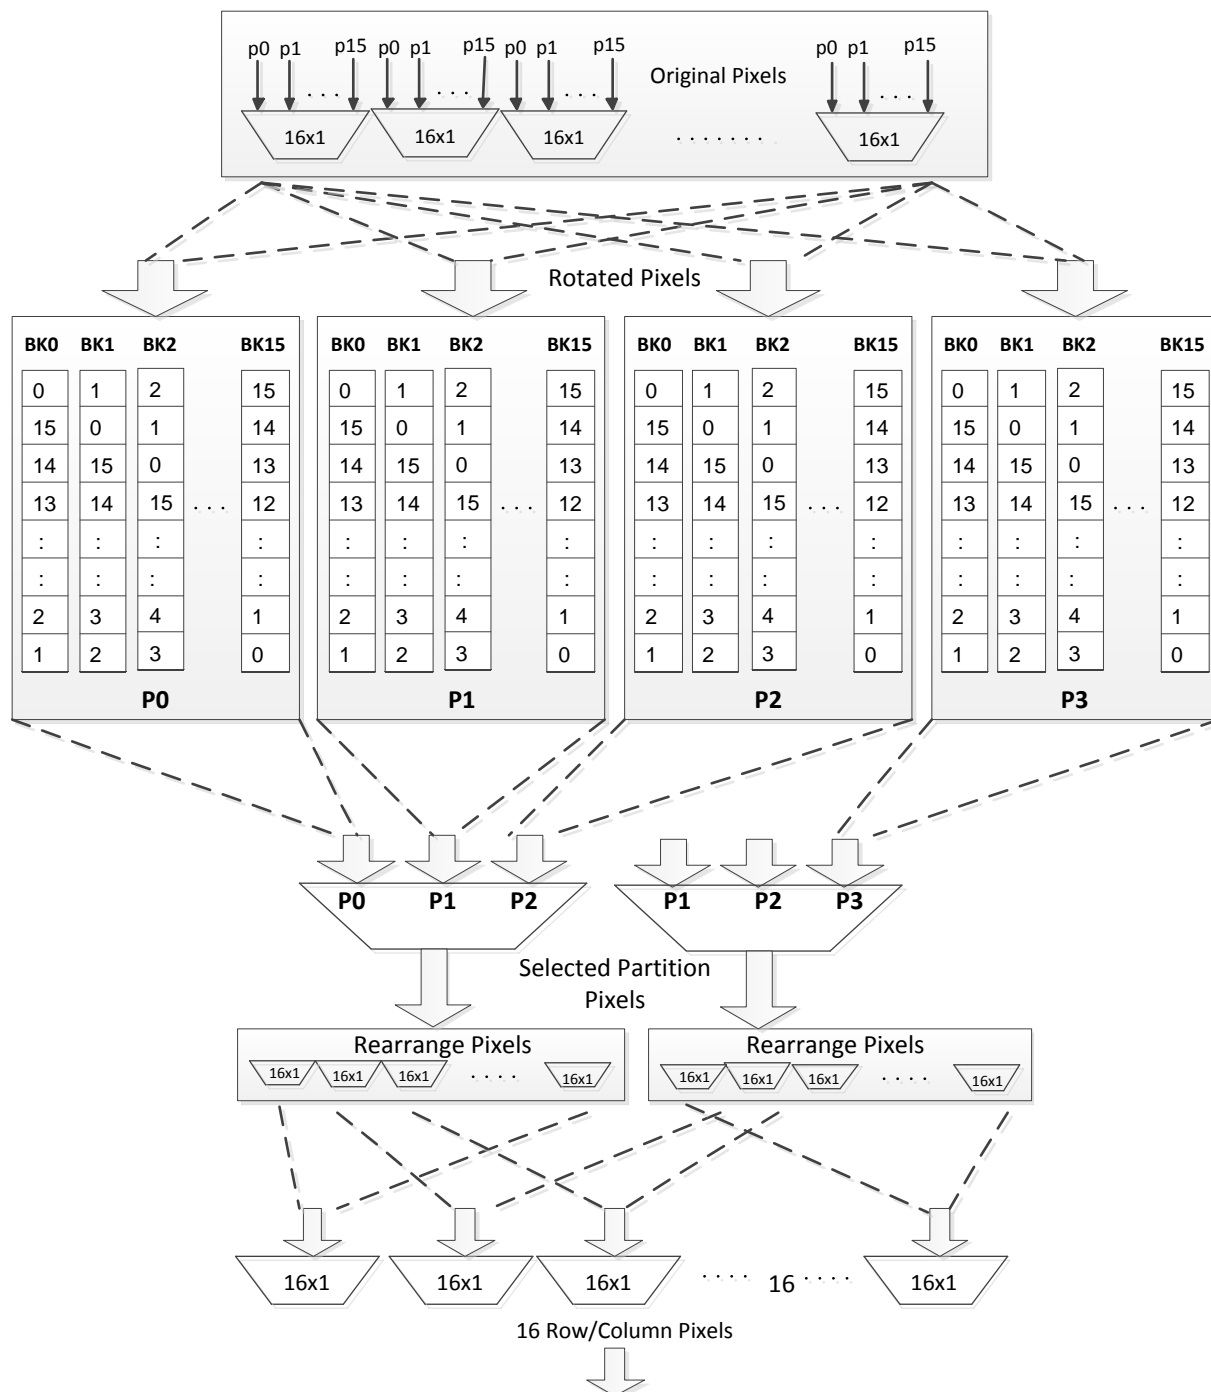 p0 p1 p15 p0 p1 p15 p0 p1 p15 p0 p1 p15
. . . . . . . . . . . .
Original Pixels
16x1 16x1 16x1 . . . . . . . 16x1
Rotated Pixels
BK0 BK1 BK2 BK15 BK0 BK1 BK2 BK15 BK0 BK1 BK2 BK15 BK0 BK1 BK2 BK15
0 1 2 15 0 1 2 15 0 1 2 15 0 1 2 15
15 0 1 14 15 0 1 14 15 0 1 14 15 0 1 14
14 15 0 13 14 15 0 13 14 15 0 13 14 15 0 13
13 14 15 . . . 12 13 14 15 . . . 12 13 14 15 . . . 12 13 14 15 . . . 12
: : : : : : : : : : : : : : : :
: : : : : : : : : : : : : : : :
2 3 4 1 2 3 4 1 2 3 4 1 2 3 4 1
1 2 3 0 1 2 3 0 1 2 3 0 1 2 3 0
P0 P1 P2 P3
P0 P1 P2 P1 P2 P3
Selected Partition
Pixels
Rearrange Pixels Rearrange Pixels
16x1 16x1 16x1 . . . . 16x1 16x1 16x1 16x1 . . . . 16x1
16x1 16x1 16x1 . . . . 16 . . . . 16x1
16 Row/Column Pixels